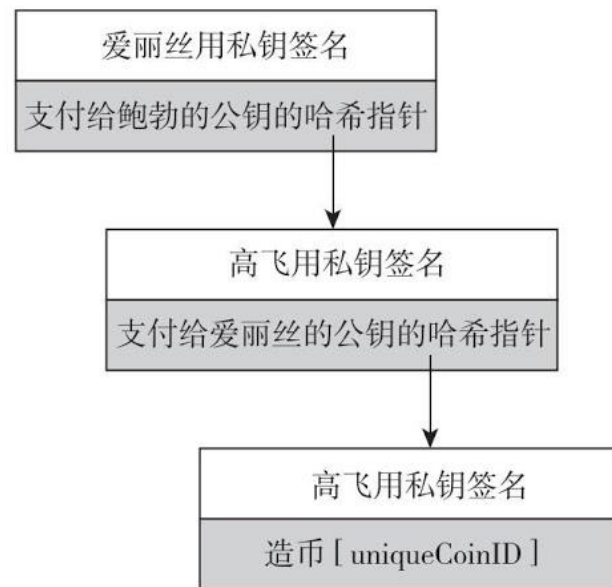 爱丽丝用私钥签名
支付给鲍勃的公钥的哈希指针
高飞用私钥签名
支付给爱丽丝的公钥的哈希指针
高飞用私钥签名
造币 [ uniqueCoinID ]